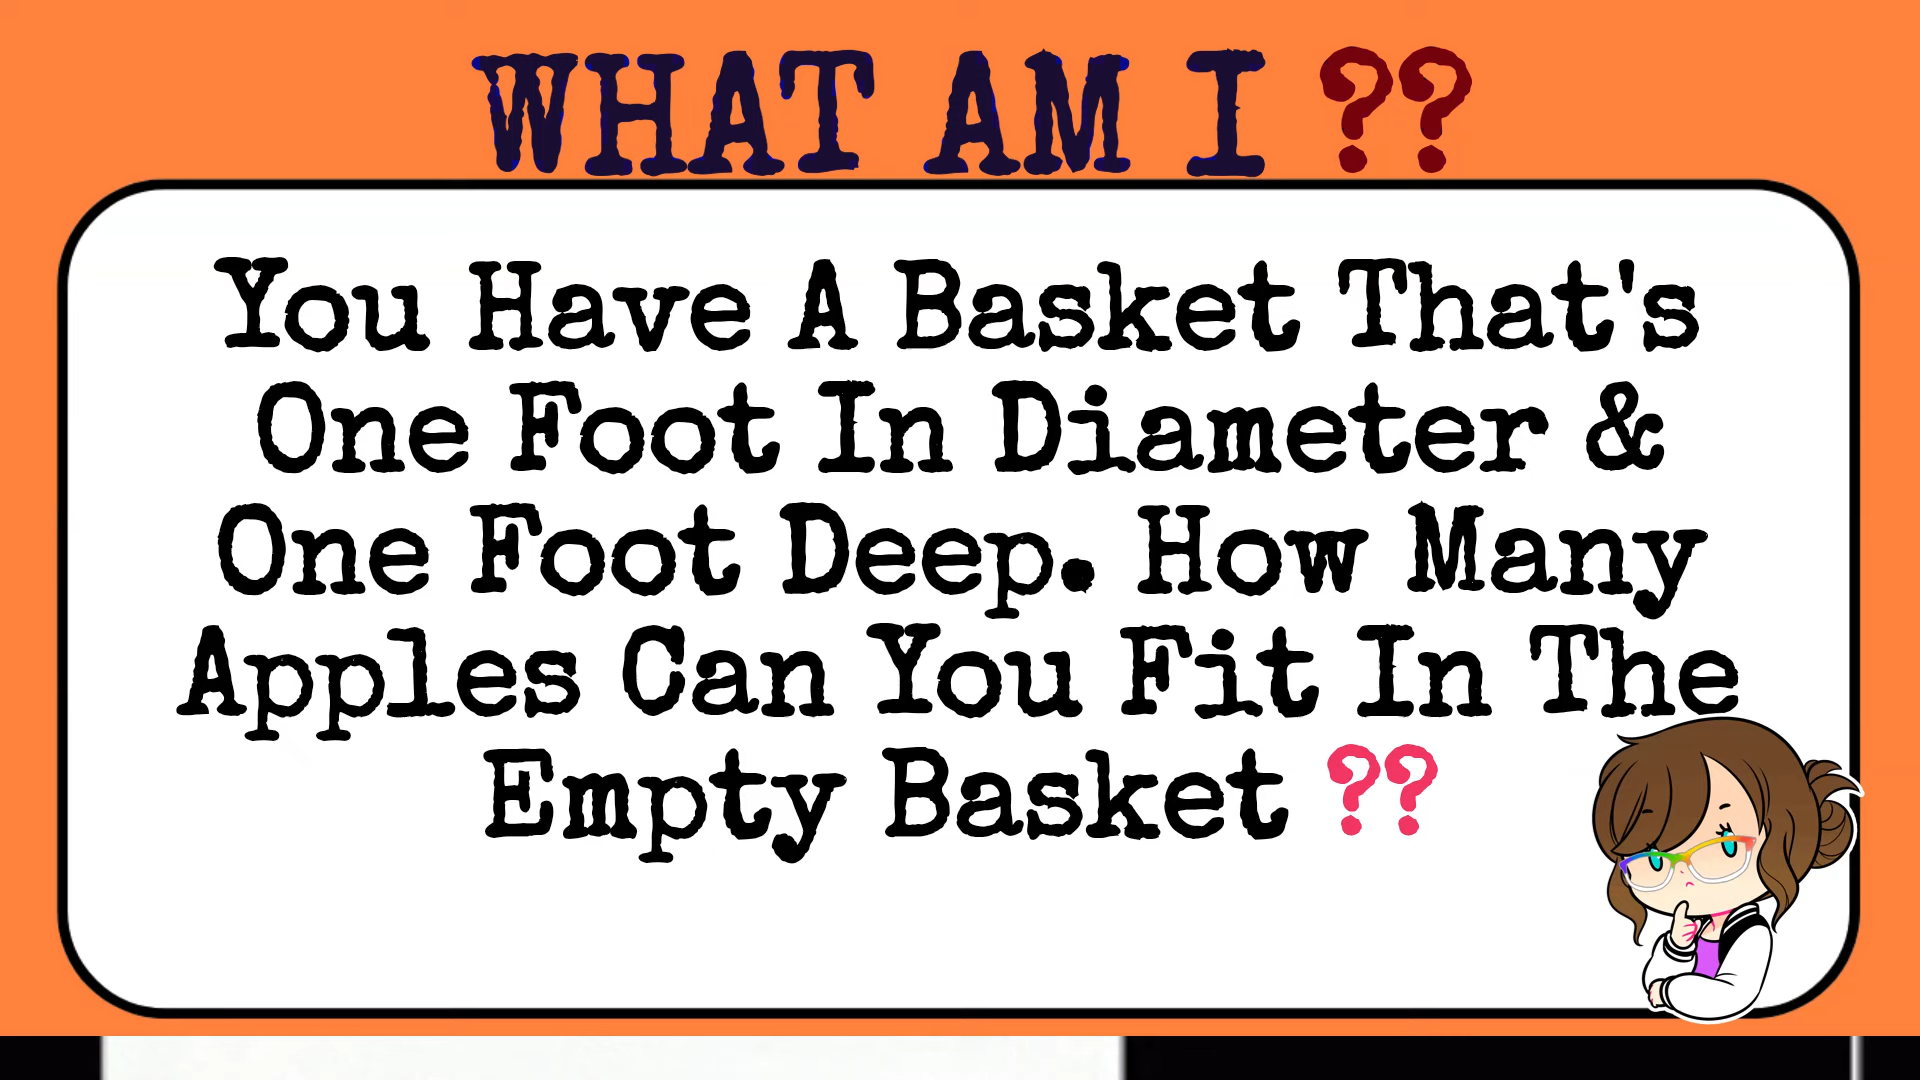 WHAT AM I ??
You Have A Basket That's
One Foot In Diameter &
One Foot Deep. How Many
Apples Can You Fit In The
Empty Basket ??